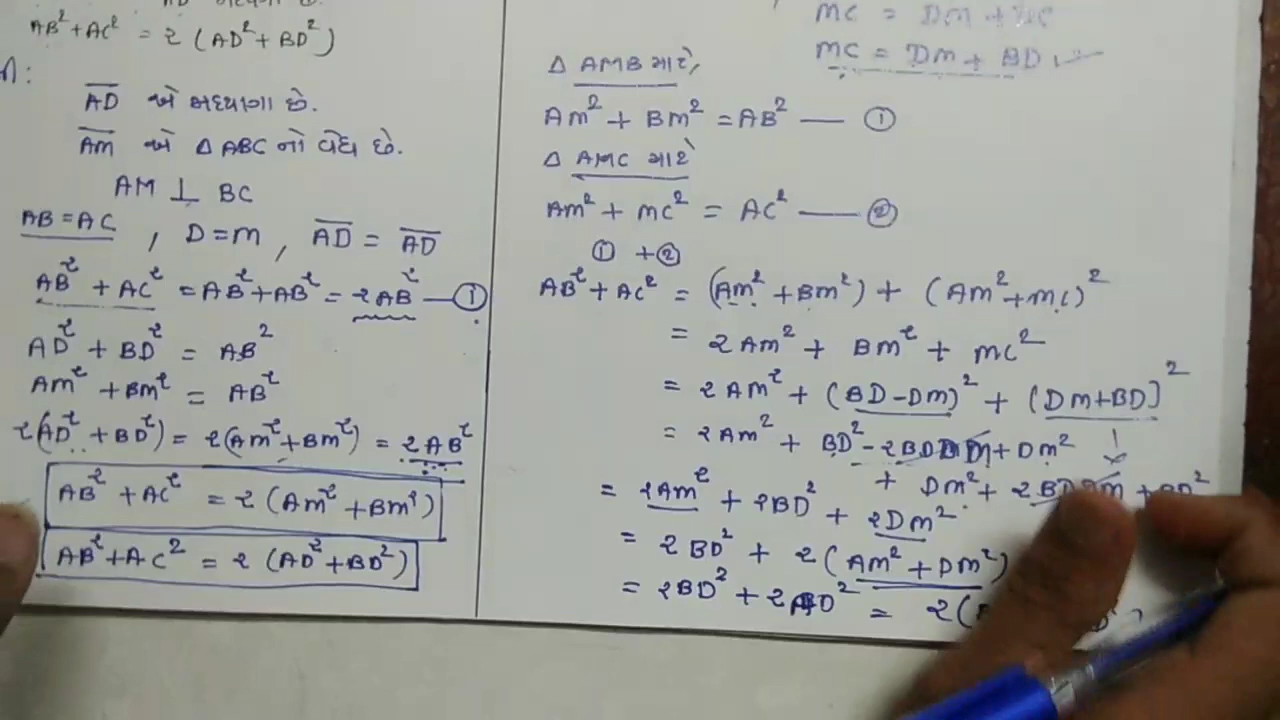 AB² + AC² = 2 (AD² + BD²)
AD એ મધ્યગા છે.
AM એ Δ ABC નો વેધ છે.
AM ⊥ BC
AB = AC , D = M , AD = AD
AB² + AC² = AB² + AB² = 2AB² — ①
AD² + BD² = AB²
AM² + BM² = AB²
2(AD² + BD²) = 2(AM² + BM²) = 2AB²
AB² + AC² = 2 (AM² + BM²)
AB² + AC² = 2 (AD² + BD²)
MC = DM +
MC = DM + BD
Δ AMB માટે,
AM² + BM² = AB² — ①
Δ AMC માટે
AM² + MC² = AC² — ②
① + ②
AB² + AC² = (AM² + BM²) + (AM² + MC)²
= 2AM² + BM² + MC²
= 2AM² + (BD - DM)² + (DM + BD)²
= 2AM² + BD² - 2BDDM + DM²
+ DM² + 2BDDM + BD²
= 2AM² + 2BD² + 2DM²
= 2BD² + 2(AM² + DM²)
= 2BD² + 2AD² = 2(